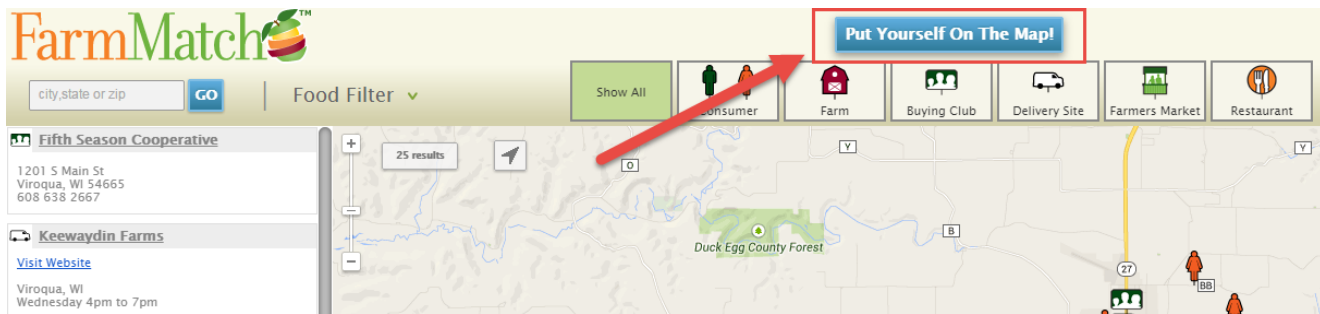 FarmMatch™
Put Yourself On The Map!
city,state or zip
GO
Food Filter
Show All
Consumer
Farm
Buying Club
Delivery Site
Farmers Market
Restaurant
Fifth Season Cooperative
1201 S Main St
Viroqua, WI 54665
608 638 2667
Keewaydin Farms
Visit Website
Viroqua, WI
Wednesday 4pm to 7pm
+
25 results
O
Y
Y
B
Duck Egg County Forest
27
BB